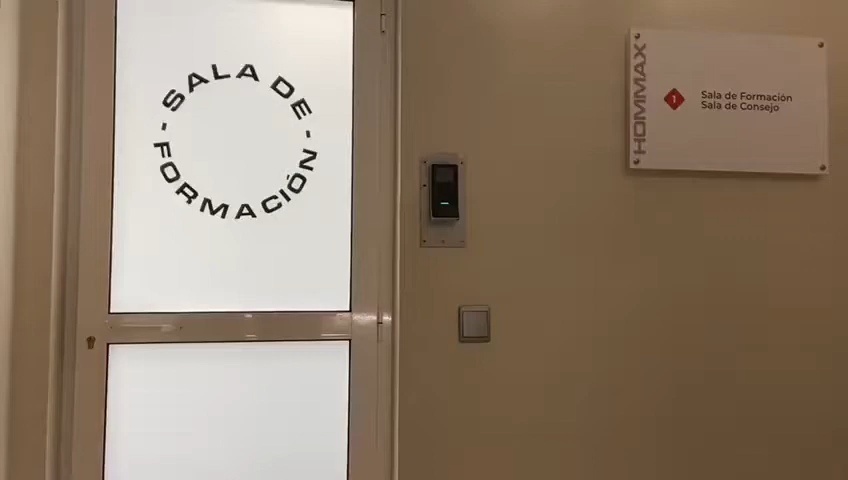 SALA DE - FORMACIÓN -
HOMMAX
1
Sala de Formación
Sala de Consejo